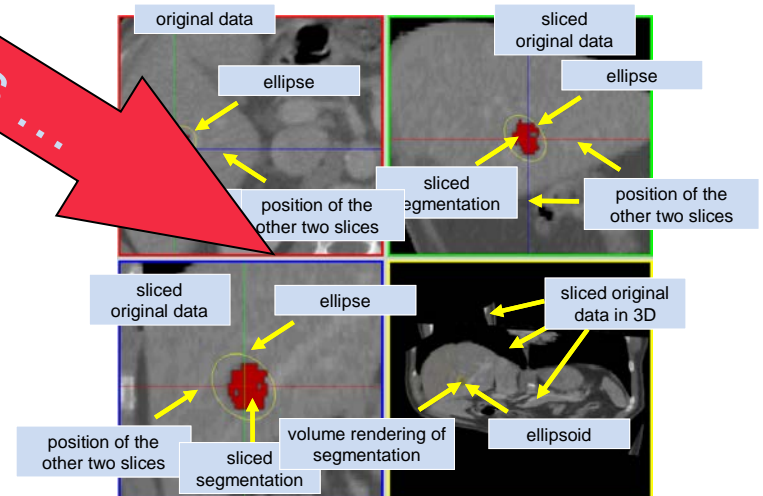 original data
sliced
original data
ellipse
ellipse
? ...
position of the
other two slices
sliced
egmentation
position of the
other two slices
sliced
original data
ellipse
sliced original
data in 3D
position of the
other two slices
sliced
segmentation
volume rendering of
segmentation
ellipsoid